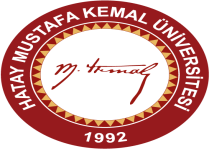 HATAY MUSTAFA KEMAL ÜNİVERSİTESİ
M. Kemal
1992